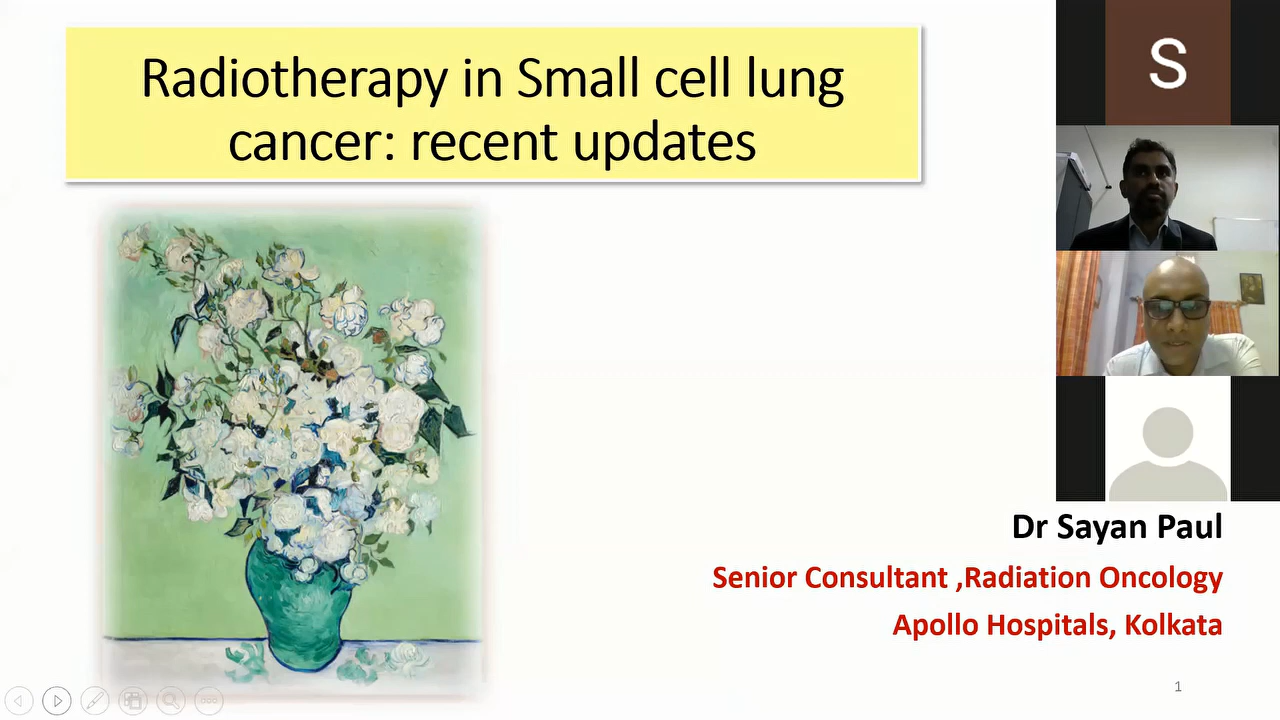 Radiotherapy in Small cell lung
cancer: recent updates
S
Dr Sayan Paul
Senior Consultant ,Radiation Oncology
Apollo Hospitals, Kolkata
1